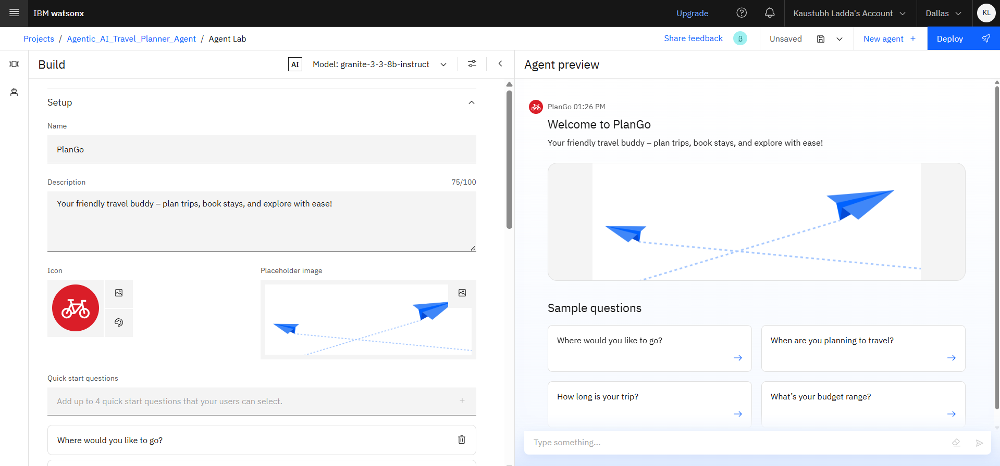 IBM watsonx
Upgrade
Kaustubh Ladda's Account
Dallas
KL
Projects / Agentic_AI_Travel_Planner_Agent / Agent Lab
Share feedback
β
Unsaved
New agent +
Deploy
Build
AI
Model: granite-3-3-8b-instruct
Setup
Name
PlanGo
Description
75/100
Your friendly travel buddy – plan trips, book stays, and explore with ease!
Icon
Placeholder image
Quick start questions
Add up to 4 quick start questions that your users can select.
Where would you like to go?
Agent preview
PlanGo 01:26 PM
Welcome to PlanGo
Your friendly travel buddy – plan trips, book stays, and explore with ease!
Sample questions
Where would you like to go?
When are you planning to travel?
How long is your trip?
What’s your budget range?
Type something...